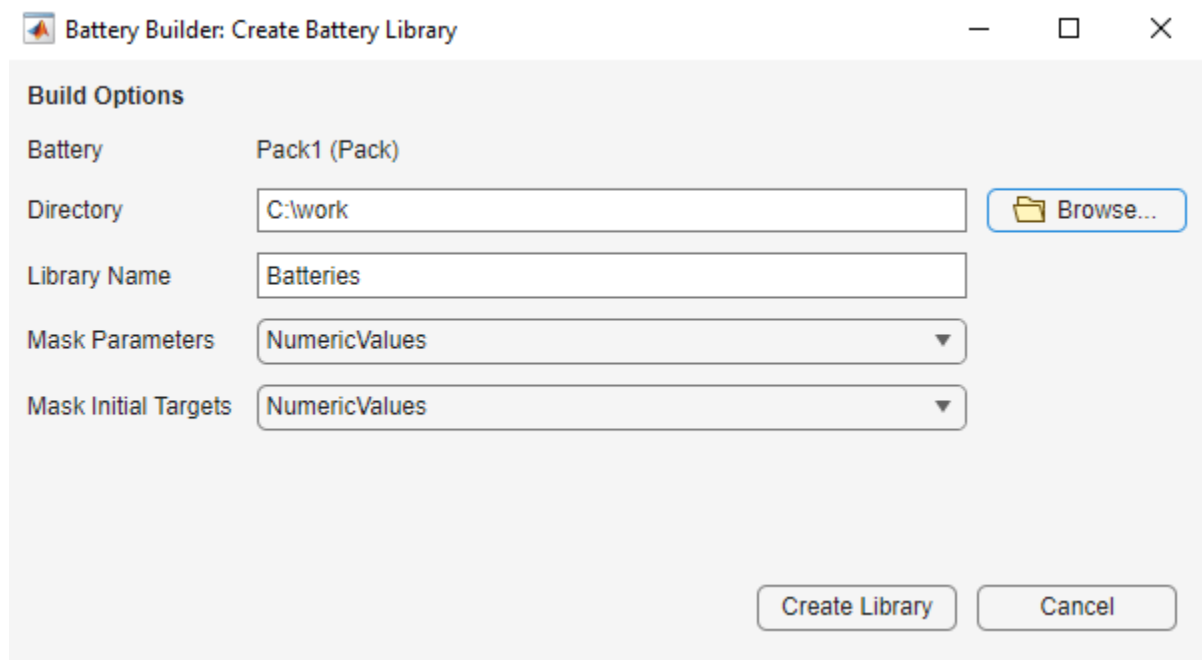 Battery Builder: Create Battery Library
Build Options
Battery Pack1 (Pack)
Directory C:\work Browse...
Library Name Batteries
Mask Parameters NumericValues
Mask Initial Targets NumericValues
Create Library Cancel